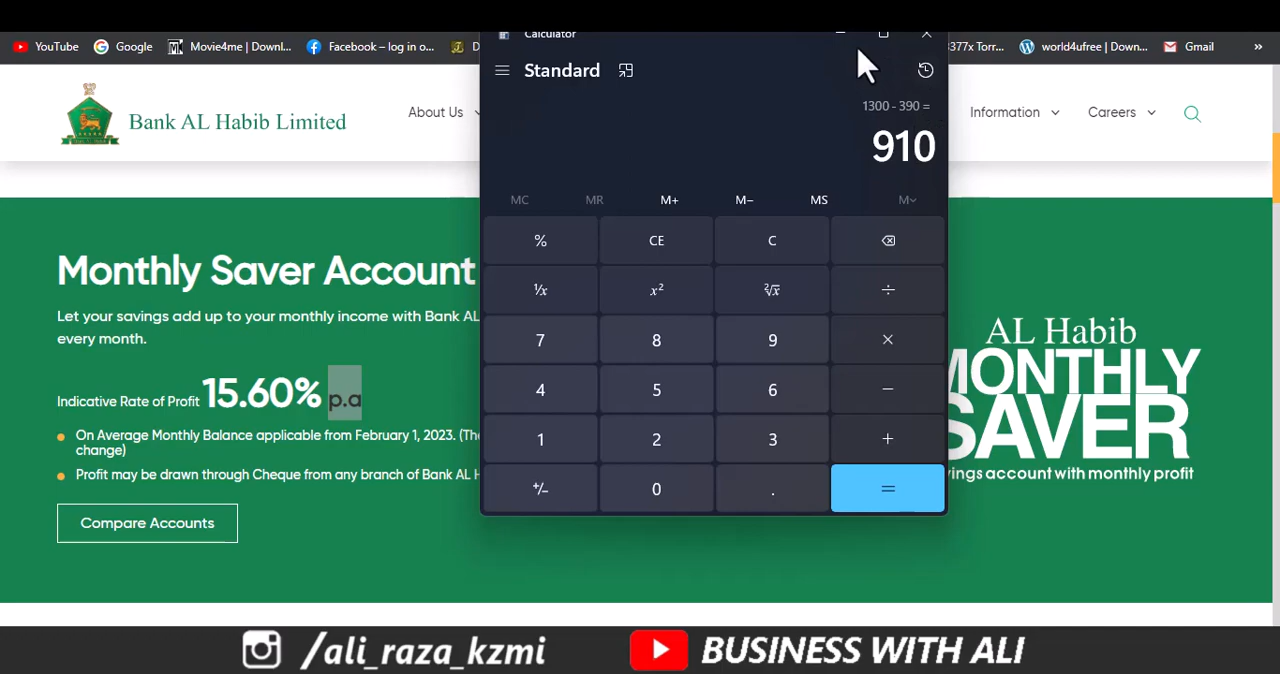 YouTube
Google
Movie4me | Downl...
Facebook – log in o...
D
3377x Torr...
world4ufree | Down...
Gmail
»
Calculator
Standard
1300 - 390 =
910
Bank AL Habib Limited
About Us
Information
Careers
MC MR M+ M− MS M
% CE C
¹/x x² ²√x ÷
7 8 9 ×
4 5 6 −
1 2 3 +
+/− 0 . =
Monthly Saver Account
Let your savings add up to your monthly income with Bank AL
every month.
Indicative Rate of Profit 15.60% p.a
On Average Monthly Balance applicable from February 1, 2023. (The
change)
Profit may be drawn through Cheque from any branch of Bank AL H
Compare Accounts
AL Habib
MONTHLY
SAVER
ings account with monthly profit
/ali_raza_kzmi
BUSINESS WITH ALI